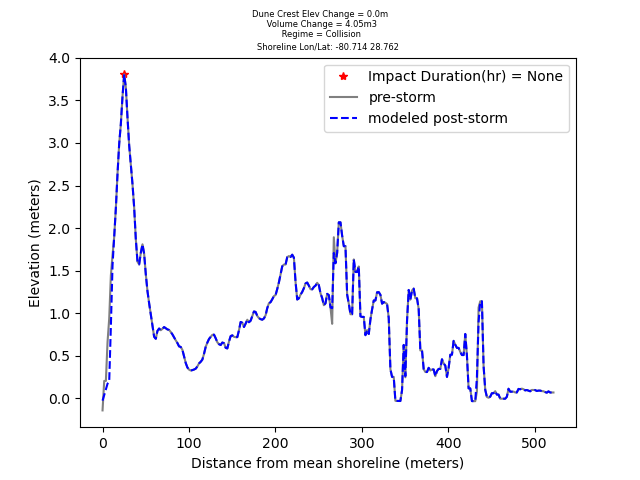 Dune Crest Elev Change = 0.0m
Volume Change = 4.05m3
Regime = Collision
Shoreline Lon/Lat: -80.714 28.762
Impact Duration(hr) = None
pre-storm
modeled post-storm
4.0
3.5
3.0
2.5
2.0
1.5
1.0
0.5
0.0
Elevation (meters)
0 100 200 300 400 500
Distance from mean shoreline (meters)